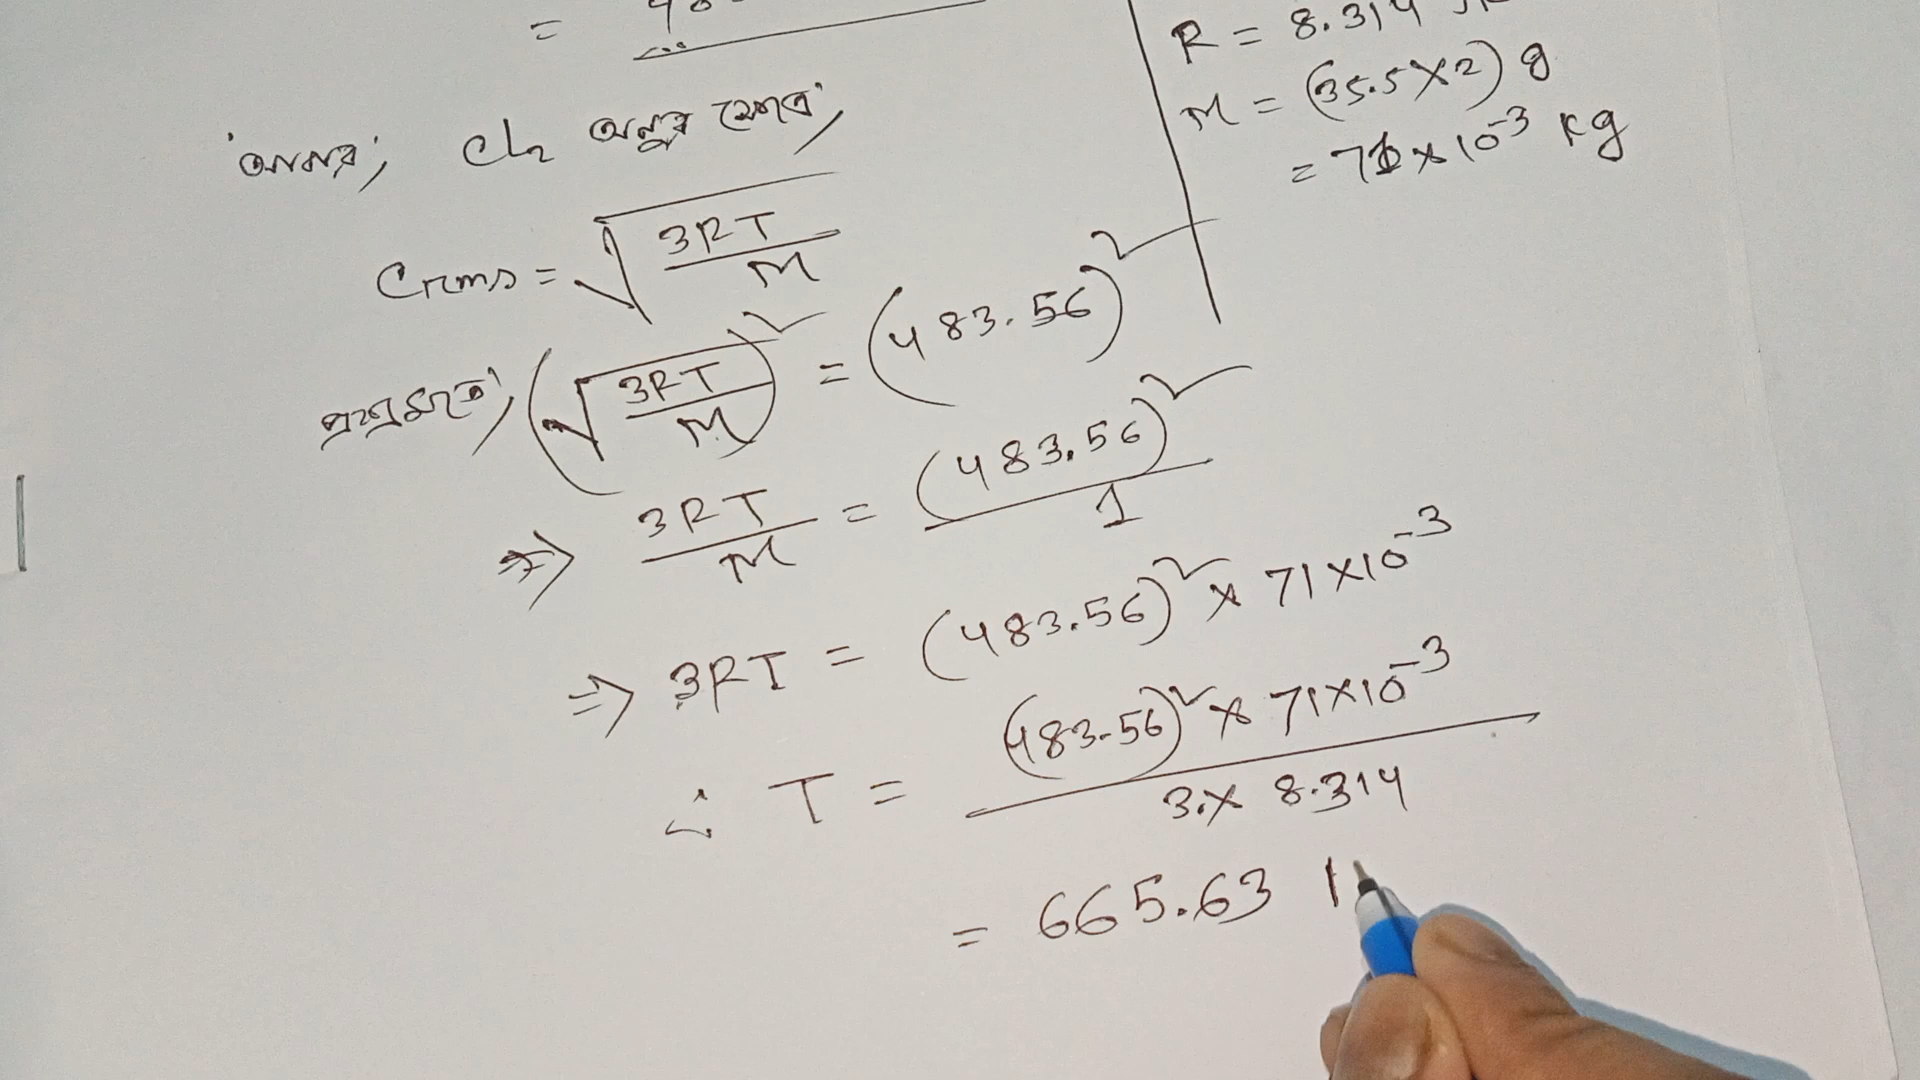 R = 8.314
M = (35.5×2) g
= 71×10⁻³ kg
আবার, Cl₂ অনুর ক্ষেত্রে,
Crms = √(3RT/M)
প্রশ্নমতে, (√(3RT/M))² = (483.56)²
⇒ 3RT/M = (483.56)²/1
⇒ 3RT = (483.56)² × 71×10⁻³
∴ T = (483.56)² × 71×10⁻³ / 3 × 8.314
= 665.63